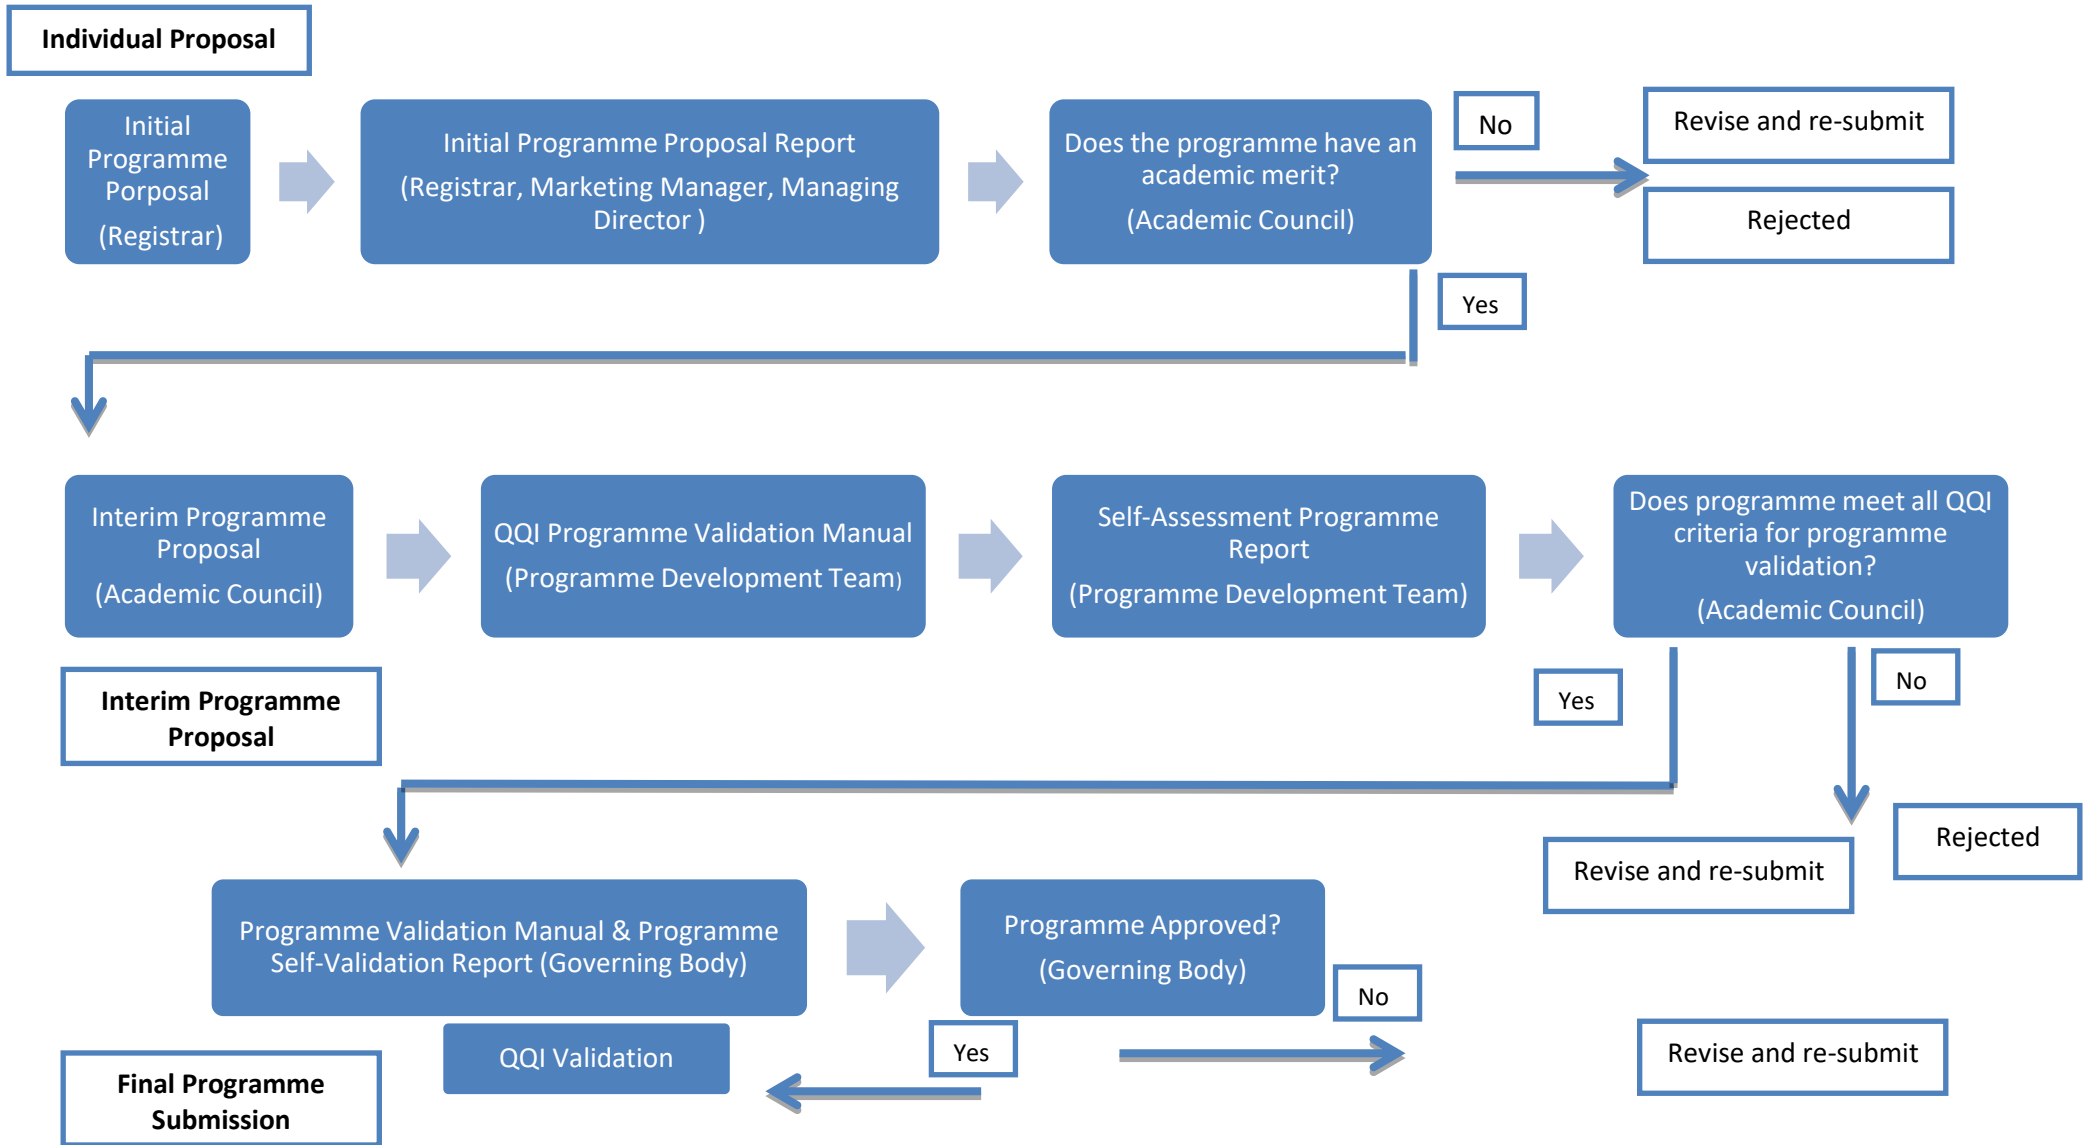 Individual Proposal
Initial
Programme
Porposal
(Registrar)
Initial Programme Proposal Report
(Registrar, Marketing Manager, Managing
Director )
Does the programme have an
academic merit?
(Academic Council)
No
Revise and re-submit
Rejected
Yes
Interim Programme
Proposal
(Academic Council)
QQI Programme Validation Manual
(Programme Development Team)
Self-Assessment Programme
Report
(Programme Development Team)
Does programme meet all QQI
criteria for programme
validation?
(Academic Council)
Interim Programme
Proposal
Yes
No
Rejected
Revise and re-submit
Programme Validation Manual & Programme
Self-Validation Report (Governing Body)
Programme Approved?
(Governing Body)
No
Yes
QQI Validation
Revise and re-submit
Final Programme
Submission